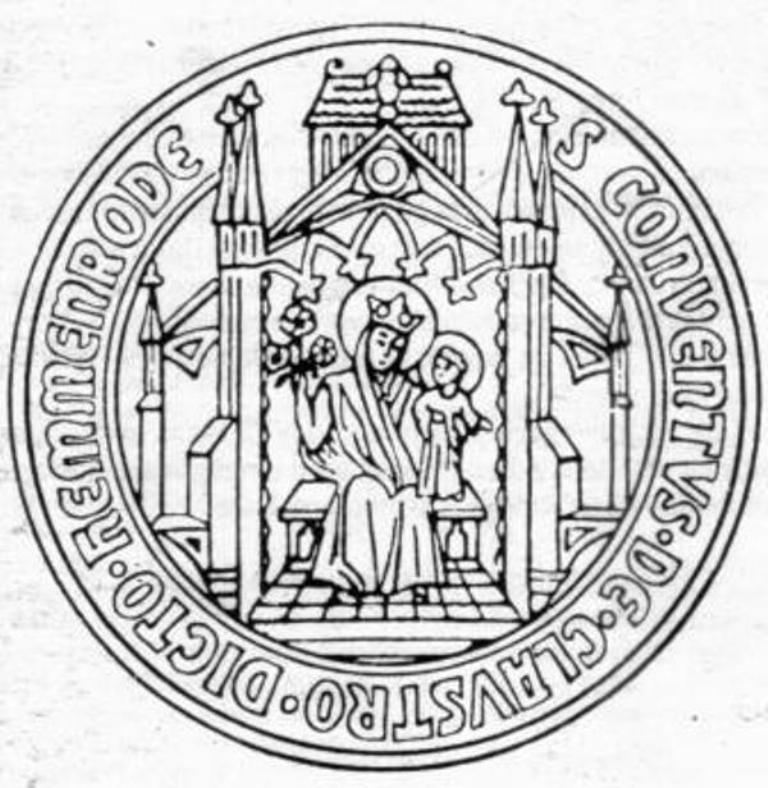 S CONVENTVS · DE · CLAVSTRO · DICTO · HEMMENRODE